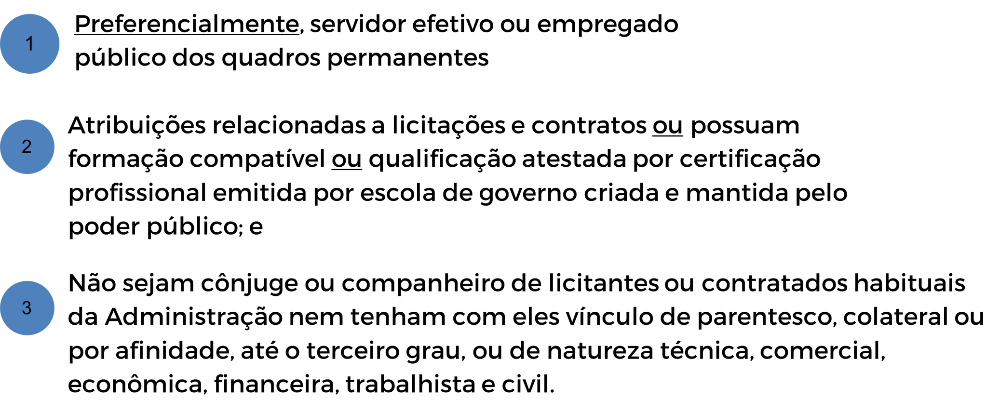 1
Preferencialmente, servidor efetivo ou empregado
público dos quadros permanentes
2
Atribuições relacionadas a licitações e contratos ou possuam
formação compatível ou qualificação atestada por certificação
profissional emitida por escola de governo criada e mantida pelo
poder público; e
3
Não sejam cônjuge ou companheiro de licitantes ou contratados habituais
da Administração nem tenham com eles vínculo de parentesco, colateral ou
por afinidade, até o terceiro grau, ou de natureza técnica, comercial,
econômica, financeira, trabalhista e civil.